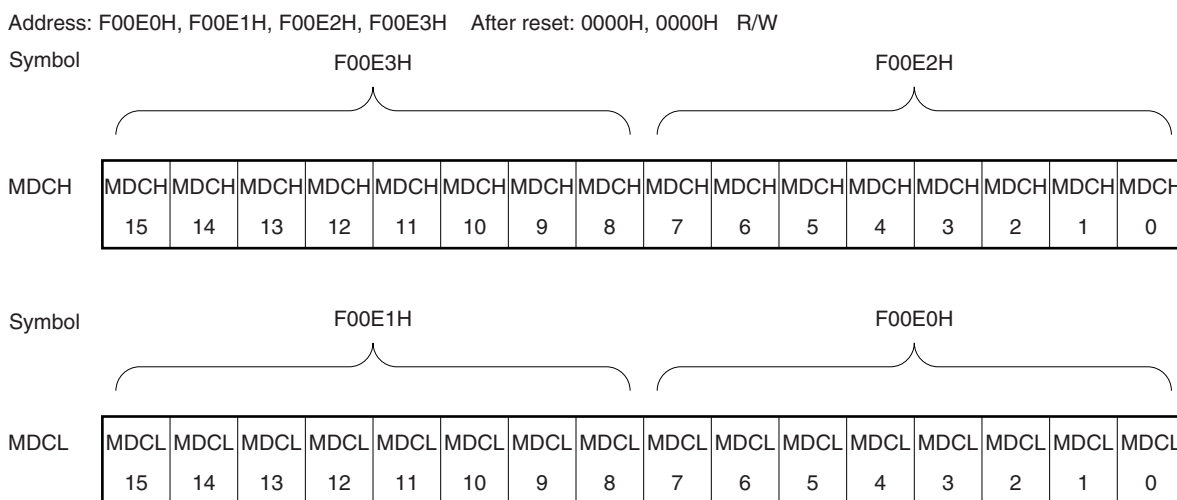 Address: F00E0H, F00E1H, F00E2H, F00E3H After reset: 0000H, 0000H R/W
Symbol F00E3H F00E2H
MDCH MDCH MDCH MDCH MDCH MDCH MDCH MDCH MDCH MDCH MDCH MDCH MDCH MDCH MDCH MDCH MDCH
15 14 13 12 11 10 9 8 7 6 5 4 3 2 1 0
Symbol F00E1H F00E0H
MDCL MDCL MDCL MDCL MDCL MDCL MDCL MDCL MDCL MDCL MDCL MDCL MDCL MDCL MDCL MDCL MDCL
15 14 13 12 11 10 9 8 7 6 5 4 3 2 1 0